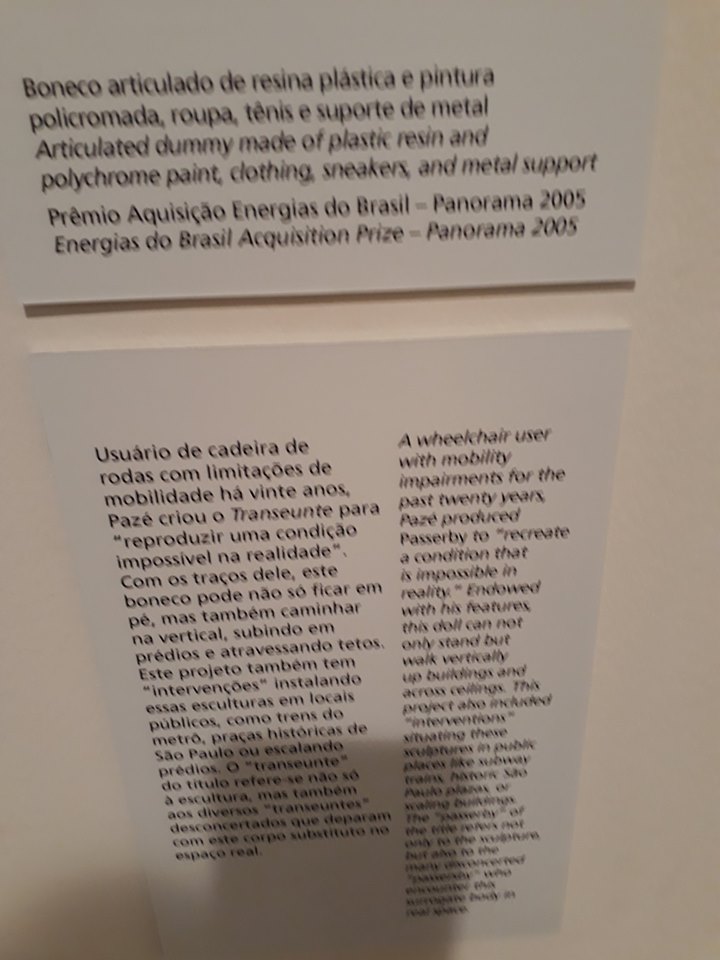 Boneco articulado de resina plástica e pintura
policromada, roupa, tênis e suporte de metal
Articulated dummy made of plastic resin and
polychrome paint, clothing, sneakers, and metal support
Prêmio Aquisição Energias do Brasil – Panorama 2005
Energias do Brasil Acquisition Prize – Panorama 2005
Usuário de cadeira de
rodas com limitações de
mobilidade há vinte anos,
Pazé criou o Transeunte para
"reproduzir uma condição
impossível na realidade".
Com os traços dele, este
boneco pode não só ficar em
pé, mas também caminhar
na vertical, subindo em
prédios e atravessando tetos.
Este projeto também tem
"intervenções" instalando
essas esculturas em locais
públicos, como trens do
metrô, praças históricas de
São Paulo ou escalando
prédios. O "transeunte"
do título refere-se não só
à escultura, mas também
aos diversos "transeuntes"
desconcertados que deparam
com este corpo substituto no
espaço real.
A wheelchair user
with mobility
impairments for the
past twenty years,
Pazé produced
Passerby to "recreate
a condition that
is impossible in
reality." Endowed
with his features,
this doll can not
only stand but
walk vertically
up buildings and
across ceilings. This
project also included
"interventions"
situating these
sculptures in public
places like subway
trains, historic São
Paulo plazas, or
scaling buildings.
The "passerby" of
the title refers not
only to the sculpture,
but also to the
many disconcerted
"passersby" who
encounter this
surrogate body in
real space.